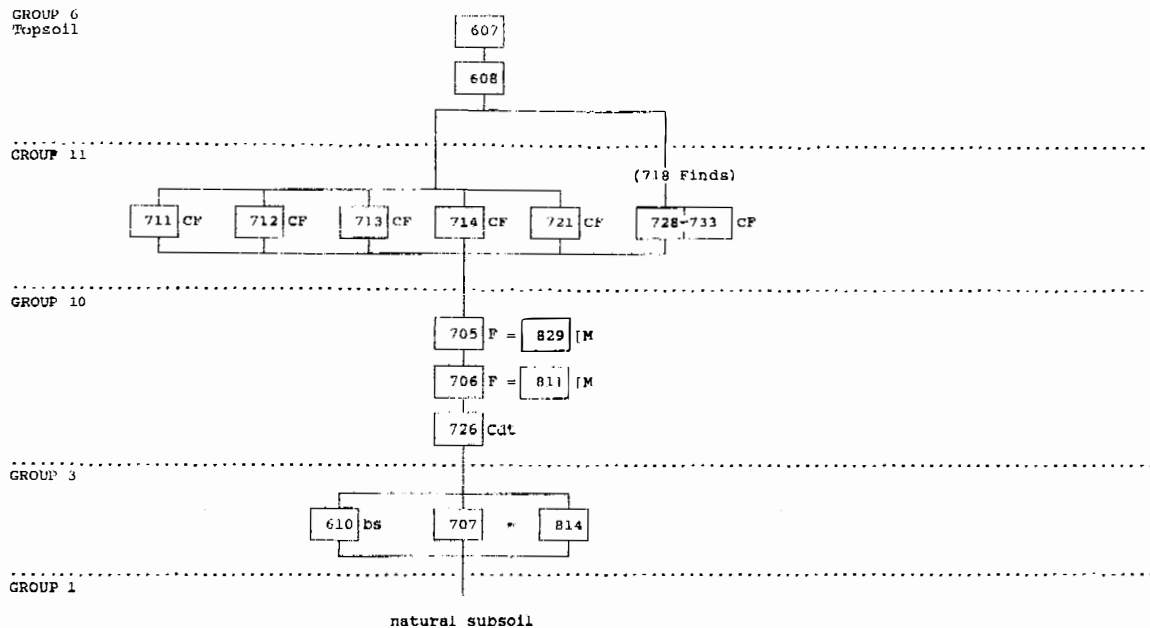 GROUP 6
Topsoil
607
608
GROUP 11
(718 Finds)
711 CF 712 CF 713 CF 714 CF 721 CF 728-733 CF
GROUP 10
705 F = 829 [M
706 F = 811 [M
726 Cdt
GROUP 3
610 bs 707 = 814
GROUP 1
natural subsoil